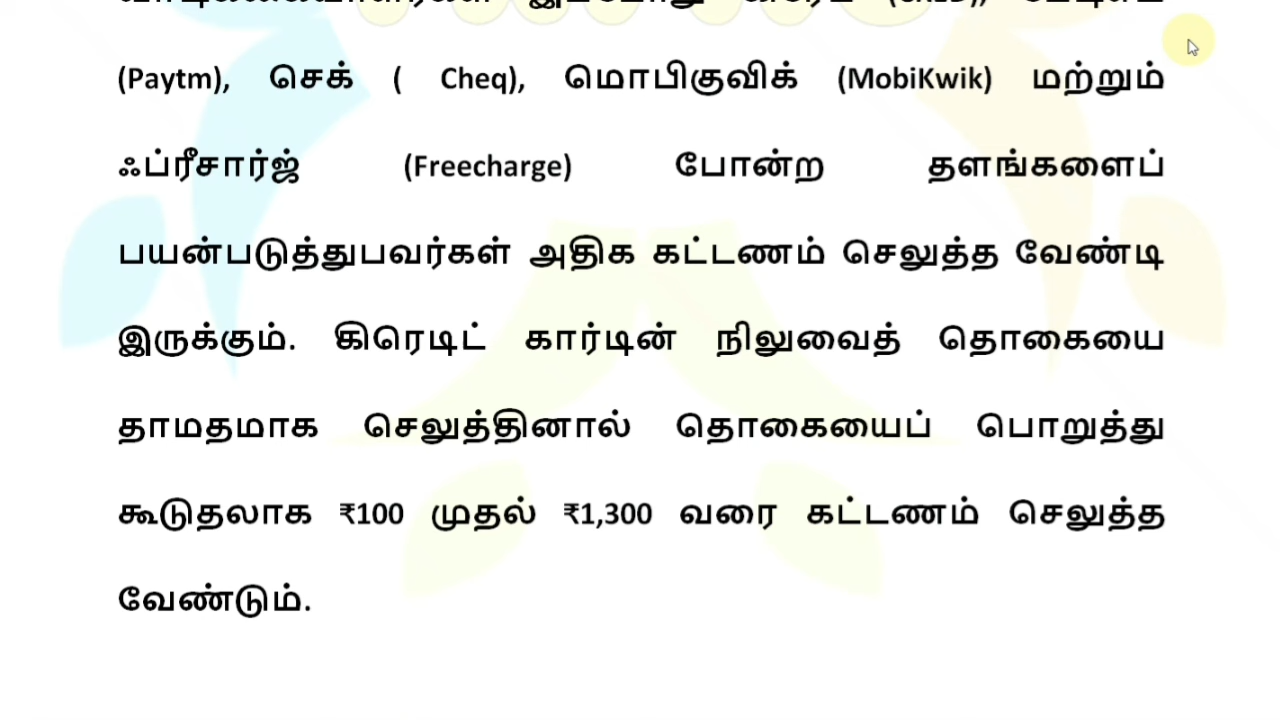 (Paytm), செக் ( Cheq), மொபிகுவிக் (MobiKwik) மற்றும்
ஃப்ரீசார்ஜ் (Freecharge) போன்ற தளங்களைப்
பயன்படுத்துபவர்கள் அதிக கட்டணம் செலுத்த வேண்டி
இருக்கும். கிரெடிட் கார்டின் நிலுவைத் தொகையை
தாமதமாக செலுத்தினால் தொகையைப் பொறுத்து
கூடுதலாக ₹100 முதல் ₹1,300 வரை கட்டணம் செலுத்த
வேண்டும்.